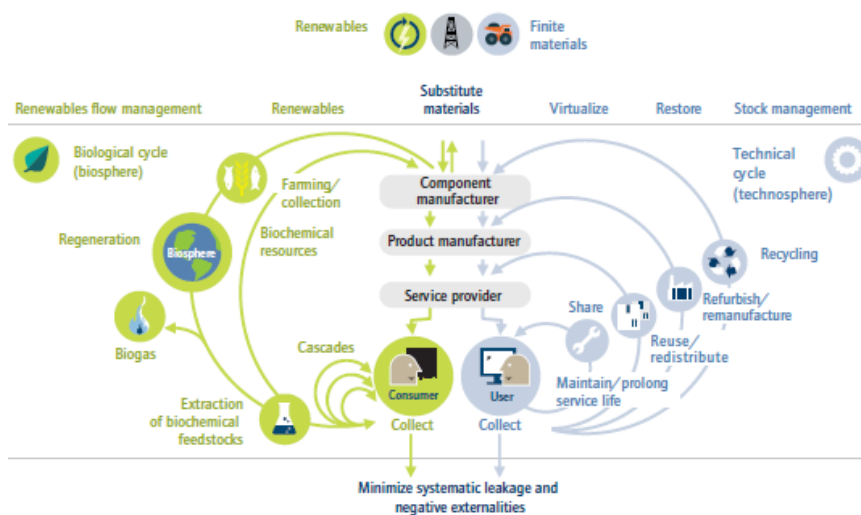 Renewables
Finite
materials
Renewables flow management
Renewables
Substitute
materials
Virtualize
Restore
Stock management
Biological cycle
(biosphere)
Technical
cycle
(technosphere)
Farming/
collection
Component
manufacturer
Biochemical
resources
Regeneration
Biosphere
Product manufacturer
Recycling
Service provider
Share
Refurbish/
remanufacture
Biogas
Cascades
Reuse/
redistribute
Consumer
User
Maintain/prolong
service life
Extraction
of biochemical
feedstocks
Collect
Collect
Minimize systematic leakage and
negative externalities